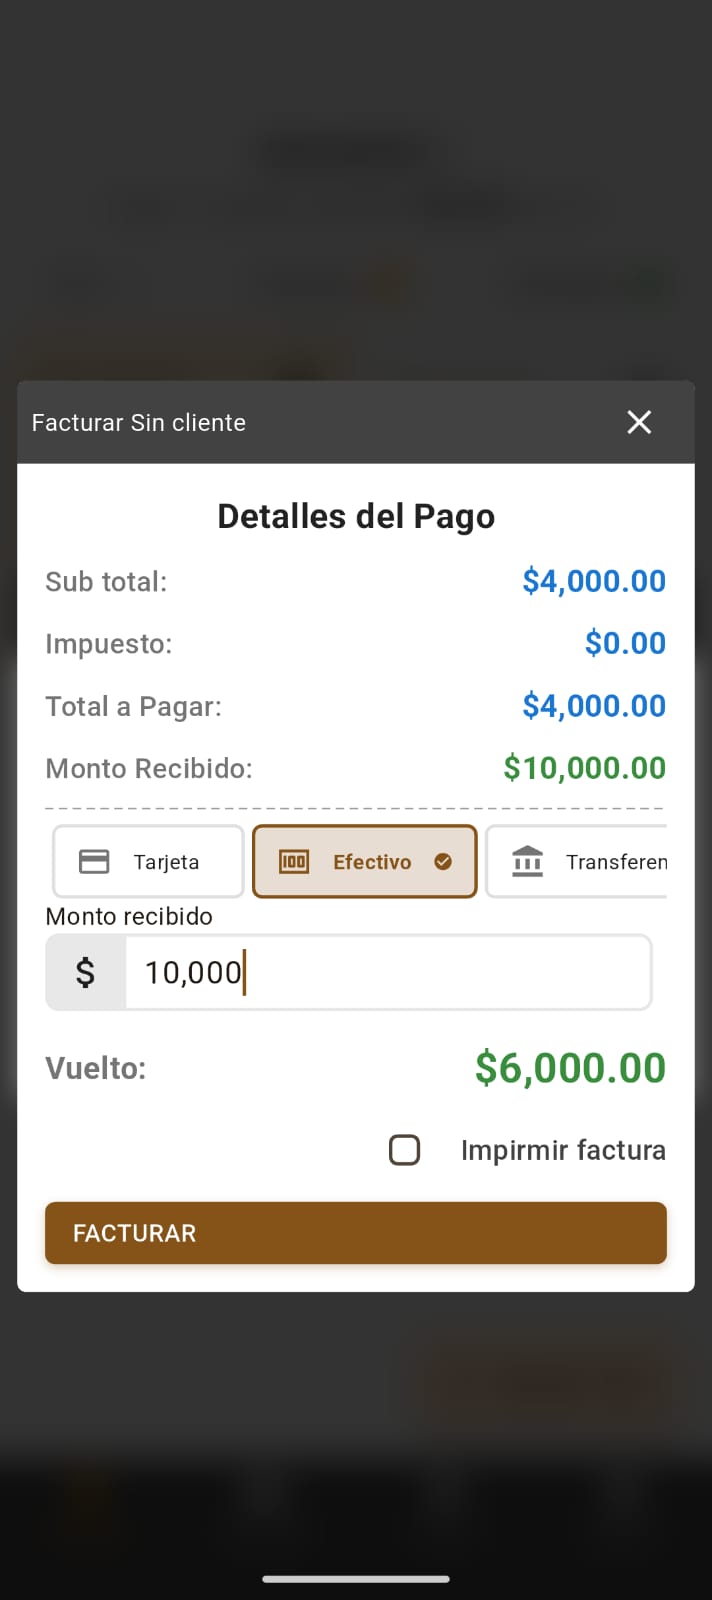 Facturar Sin cliente
Detalles del Pago
Sub total: $4,000.00
Impuesto: $0.00
Total a Pagar: $4,000.00
Monto Recibido: $10,000.00
Tarjeta Efectivo Transferen
Monto recibido
$ 10,000
Vuelto: $6,000.00
Impirmir factura
FACTURAR